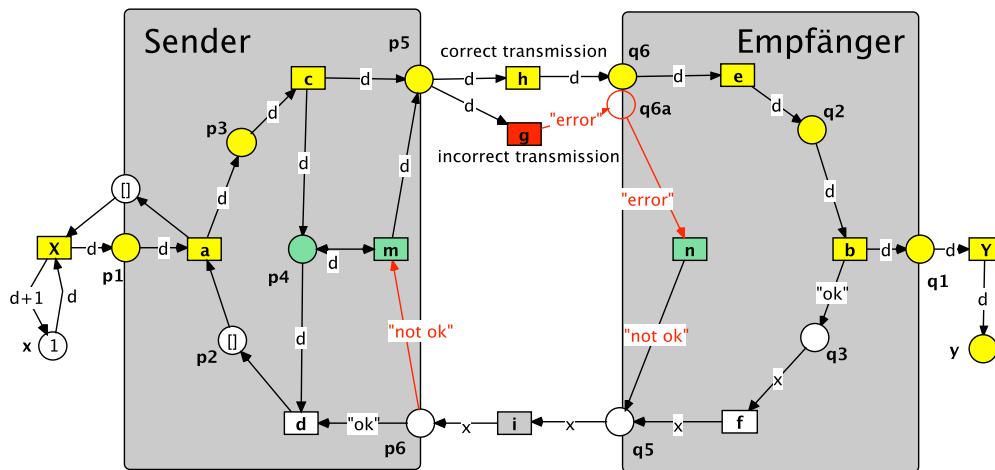 Sender
Empfänger
p5
correct transmission
q6
c
d
d
h
d
d
e
q6a
d
"error"
g
incorrect transmission
p3
d
d
q2
d
d
[]
d
"error"
d
X
d
p1
d
a
p4
d
m
n
b
d
q1
d
Y
d+1
d
"ok"
d
x
1
p2
[]
d
"not ok"
"not ok"
q3
y
x
d
"ok"
p6
x
i
x
q5
x
f